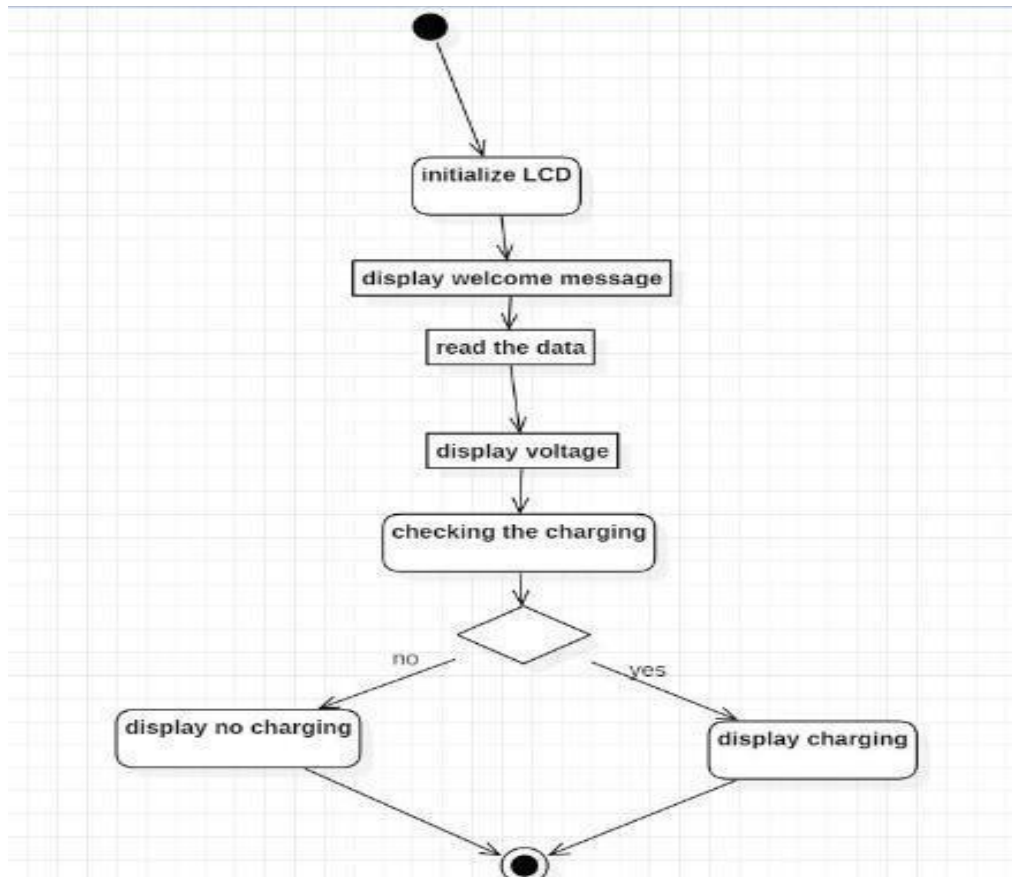 initialize LCD
display welcome message
read the data
display voltage
checking the charging
no
yes
display no charging
display charging